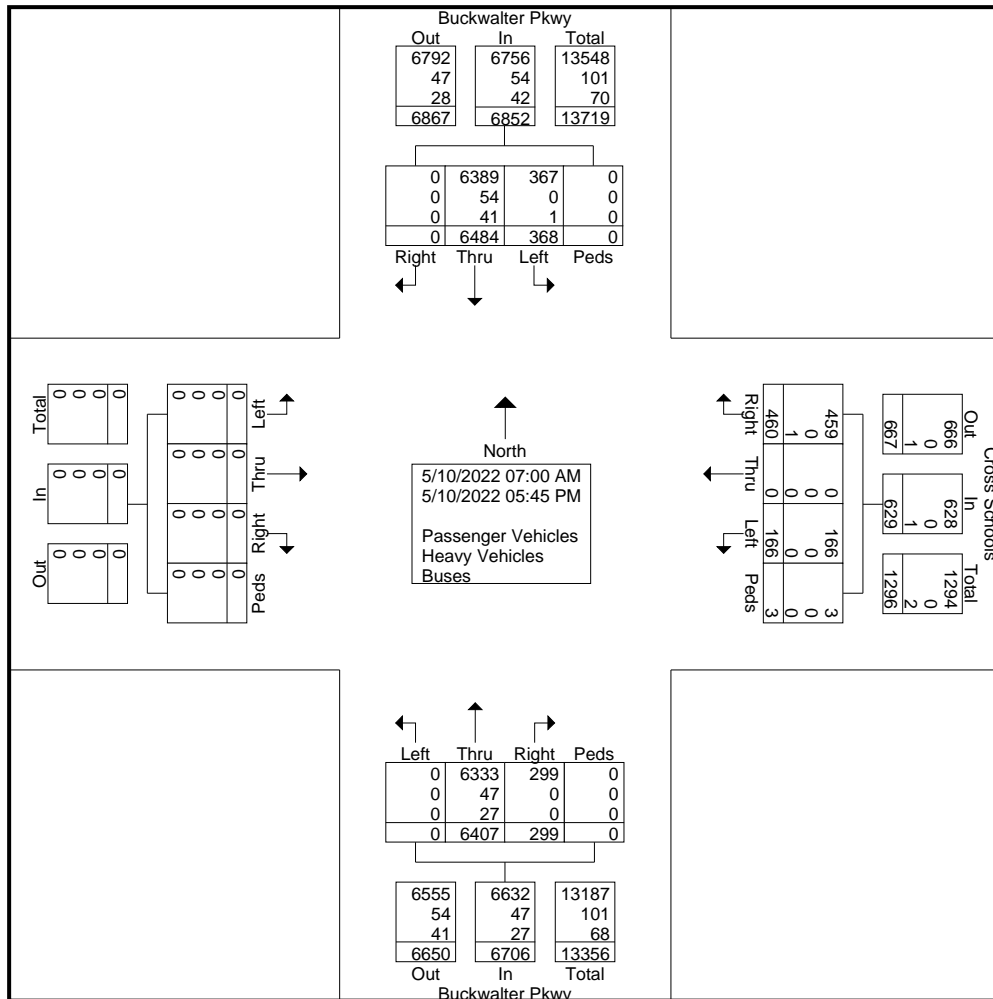 Buckwalter Pkwy
Out In Total
6792 6756 13548
47 54 101
28 42 70
6867 6852 13719
0 6389 367 0
0 54 0 0
0 41 1 0
0 6484 368 0
Right Thru Left Peds
Total
0 0 0 0
In
0 0 0 0
Out
0 0 0 0
Left
0 0 0 0
Thru
0 0 0 0
Right
0 0 0 0
Peds
0 0 0 0
North
5/10/2022 07:00 AM
5/10/2022 05:45 PM
Passenger Vehicles
Heavy Vehicles
Buses
Right Thru Left Peds
459 0 166 3
0 0 0 0
1 0 0 0
460 0 166 3
Cross Schools
Out In Total
666 628 1294
0 0 0
1 1 2
667 629 1296
Left Thru Right Peds
0 6333 299 0
0 47 0 0
0 27 0 0
0 6407 299 0
6555 6632 13187
54 47 101
41 27 68
6650 6706 13356
Out In Total
Buckwalter Pkwy